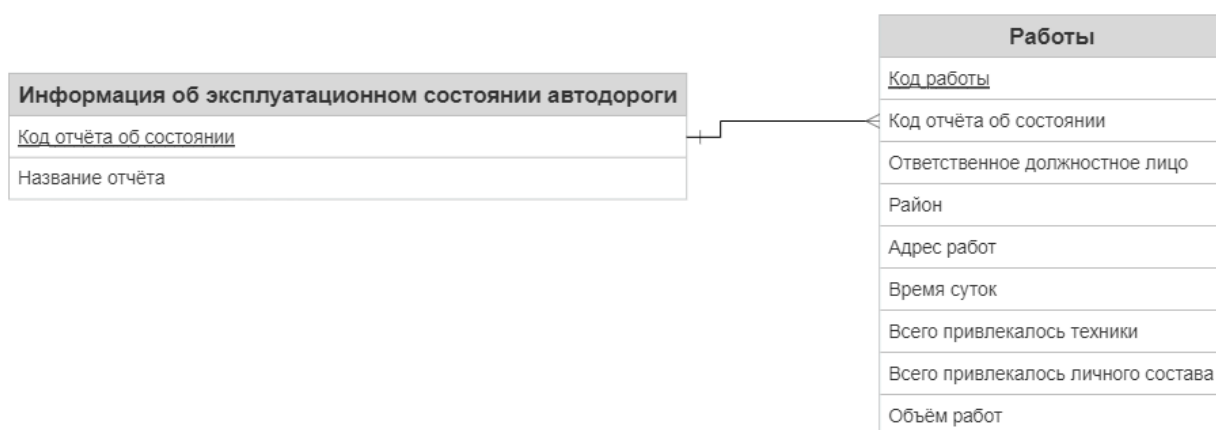 Информация об эксплуатационном состоянии автодороги
Код отчёта об состоянии
Название отчёта
Работы
Код работы
Код отчёта об состоянии
Ответственное должностное лицо
Район
Адрес работ
Время суток
Всего привлекалось техники
Всего привлекалось личного состава
Объём работ